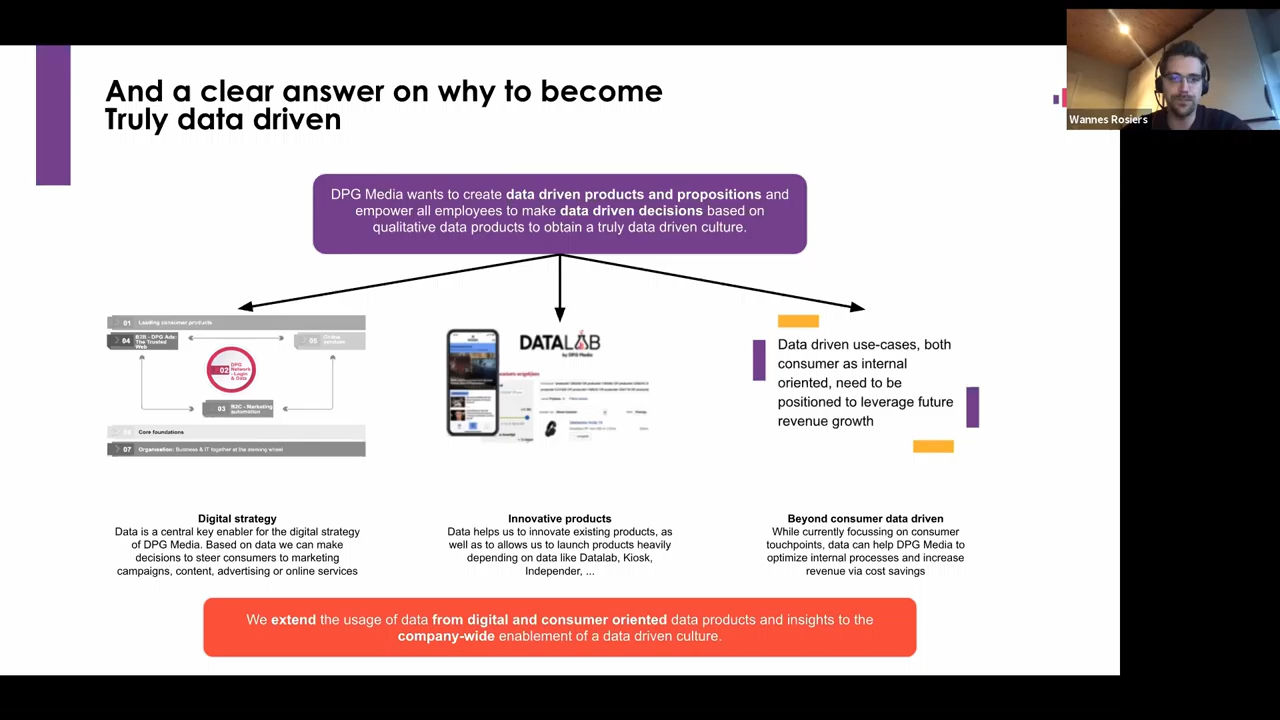 And a clear answer on why to become
Truly data driven
Wannes Rosiers
DPG Media wants to create data driven products and propositions and
empower all employees to make data driven decisions based on
qualitative data products to obtain a truly data driven culture.
01 Leading consumer products
04 B2B - DPG Ads:
The Trusted
Web
05 Online
services
02 DPG
Network
- Login
& Data
03 B2C - Marketing
automation
Core foundations
07 Organisation: Business & IT together at the steering wheel
DATALAB
by DPG Media
Data driven use-cases, both
consumer as internal
oriented, need to be
positioned to leverage future
revenue growth
Digital strategy
Data is a central key enabler for the digital strategy
of DPG Media. Based on data we can make
decisions to steer consumers to marketing
campaigns, content, advertising or online services
Innovative products
Data helps us to innovate existing products, as
well as to allows us to launch products heavily
depending on data like Datalab, Kiosk,
Independer, ...
Beyond consumer data driven
While currently focussing on consumer
touchpoints, data can help DPG Media to
optimize internal processes and increase
revenue via cost savings
We extend the usage of data from digital and consumer oriented data products and insights to the
company-wide enablement of a data driven culture.